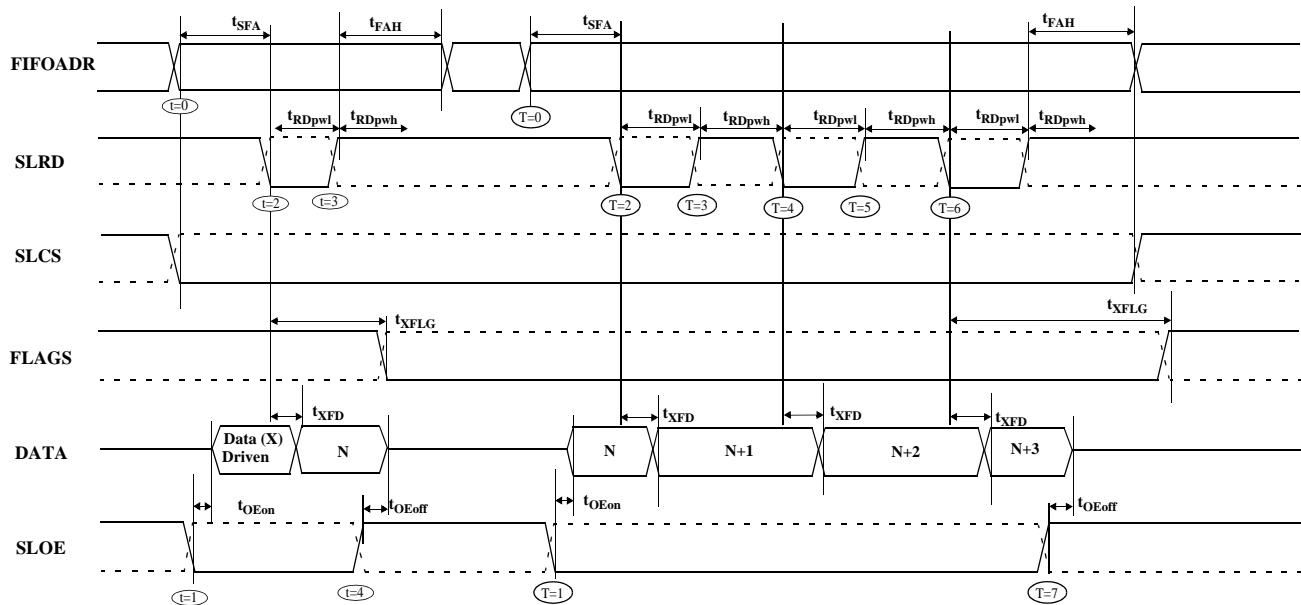 tSFA tFAH tSFA tFAH
FIFOADR
t=0 T=0
tRDpwl tRDpwh tRDpwl tRDpwh tRDpwl tRDpwh tRDpwl tRDpwh
SLRD
t=2 t=3 T=2 T=3 T=4 T=5 T=6
SLCS
tXFLG tXFLG
FLAGS
tXFD tXFD tXFD tXFD
DATA
Data (X)
Driven
N N N+1 N+2 N+3
tOEon tOEoff tOEon tOEoff
SLOE
t=1 t=4 T=1 T=7